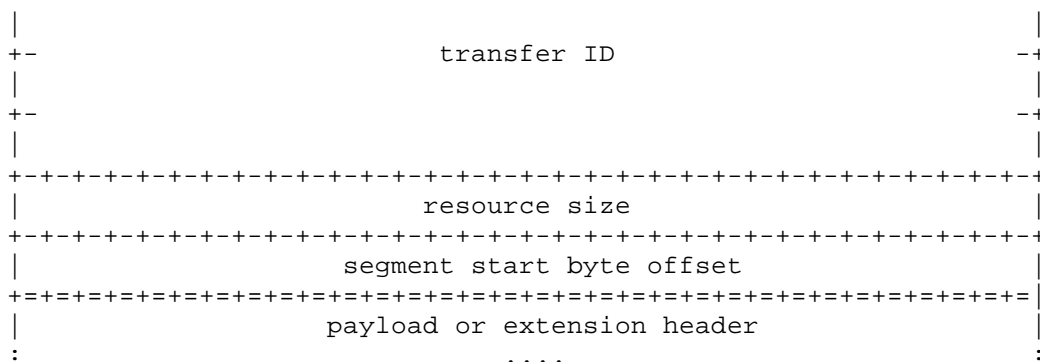 transfer ID
resource size
segment start byte offset
payload or extension header
....